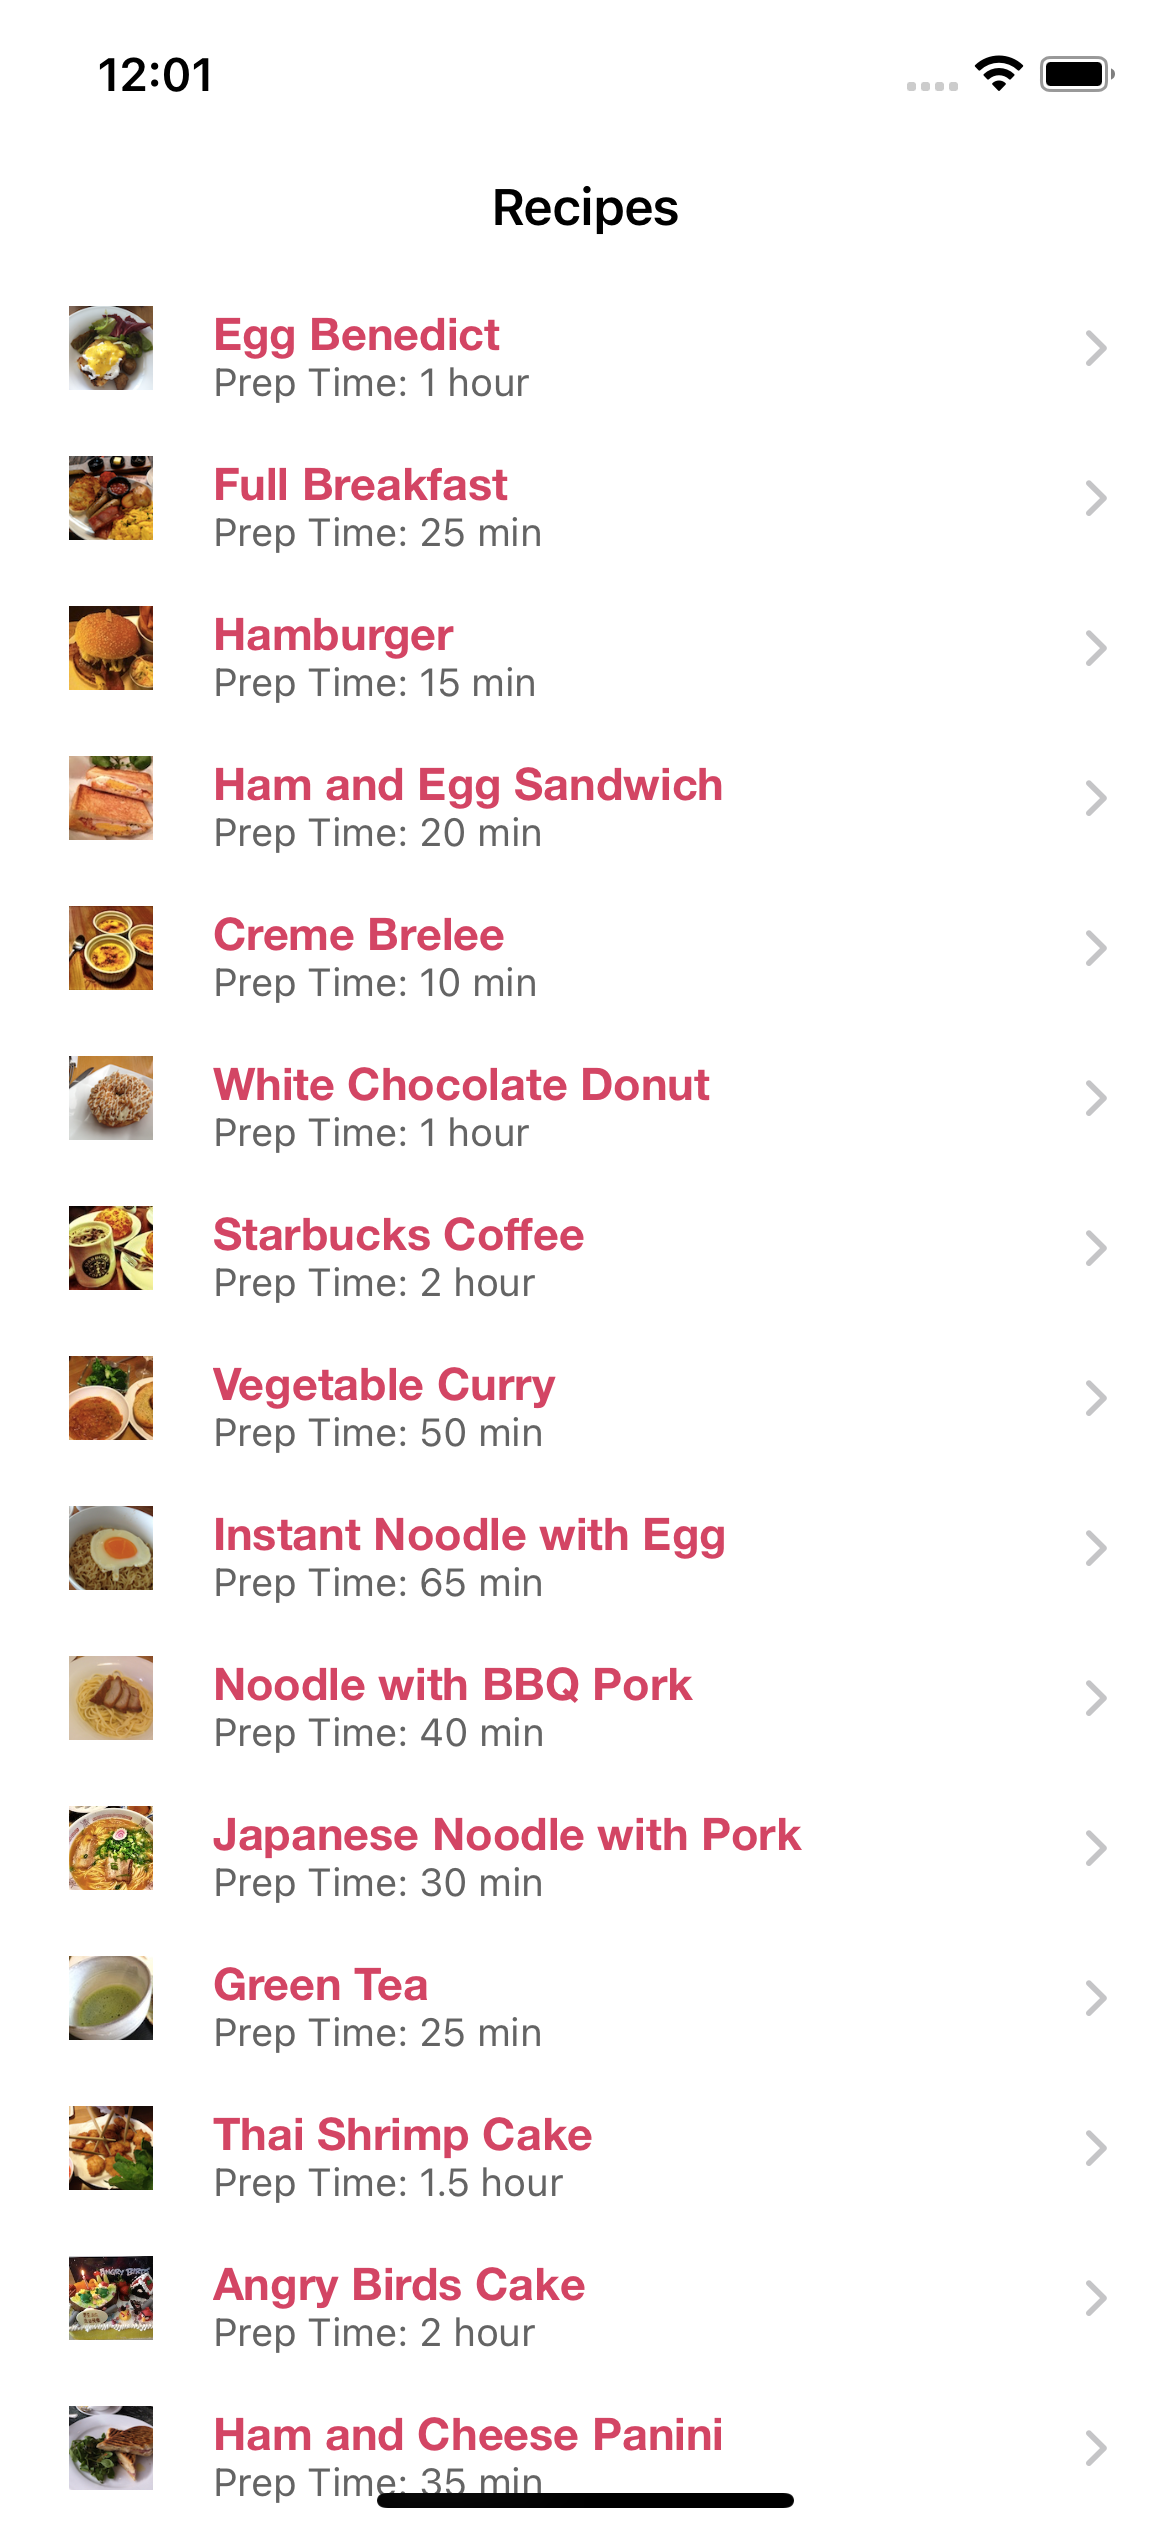 12:01
Recipes
Egg Benedict
Prep Time: 1 hour
Full Breakfast
Prep Time: 25 min
Hamburger
Prep Time: 15 min
Ham and Egg Sandwich
Prep Time: 20 min
Creme Brelee
Prep Time: 10 min
White Chocolate Donut
Prep Time: 1 hour
Starbucks Coffee
Prep Time: 2 hour
Vegetable Curry
Prep Time: 50 min
Instant Noodle with Egg
Prep Time: 65 min
Noodle with BBQ Pork
Prep Time: 40 min
Japanese Noodle with Pork
Prep Time: 30 min
Green Tea
Prep Time: 25 min
Thai Shrimp Cake
Prep Time: 1.5 hour
Angry Birds Cake
Prep Time: 2 hour
Ham and Cheese Panini
Prep Time: 35 min